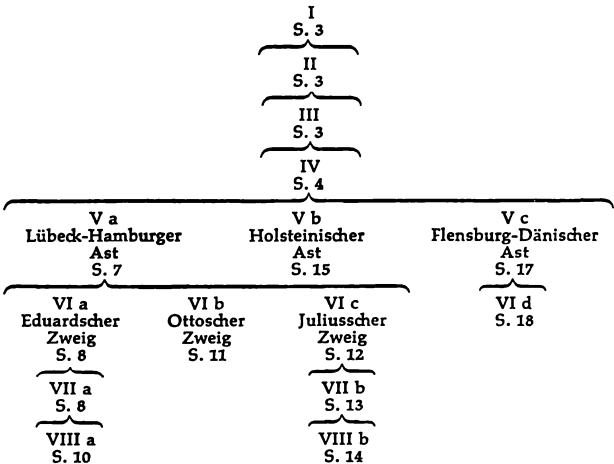 I
S. 3
II
S. 3
III
S. 3
IV
S. 4
V a
Lübeck-Hamburger
Ast
S. 7
V b
Holsteinischer
Ast
S. 15
V c
Flensburg-Dänischer
Ast
S. 17
VI a
Eduardscher
Zweig
S. 8
VI b
Ottoscher
Zweig
S. 11
VI c
Juliusscher
Zweig
S. 12
VI d
S. 18
VII a
S. 8
VII b
S. 13
VIII a
S. 10
VIII b
S. 14